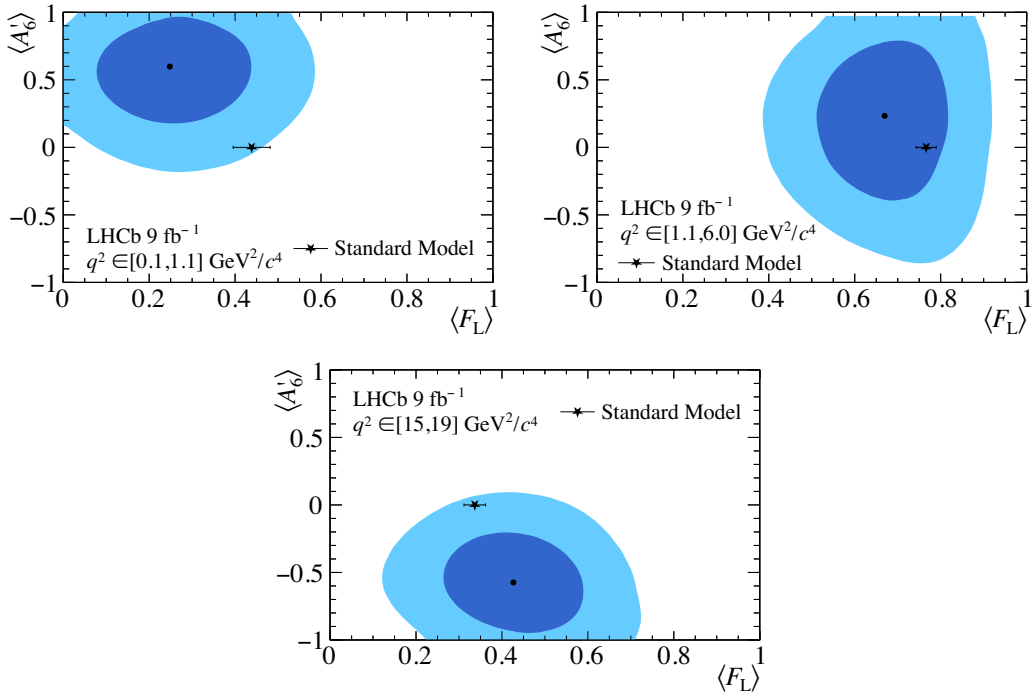 ⟨A₆'⟩
1
0.5
0
−0.5
−1
LHCb 9 fb⁻¹
q² ∈[0.1,1.1] GeV²/c⁴
Standard Model
0 0.2 0.4 0.6 0.8 1
⟨F_L⟩
⟨A₆'⟩
1
0.5
0
−0.5
−1
LHCb 9 fb⁻¹
q² ∈[1.1,6.0] GeV²/c⁴
Standard Model
0 0.2 0.4 0.6 0.8 1
⟨F_L⟩
⟨A₆'⟩
1
0.5
0
−0.5
−1
LHCb 9 fb⁻¹
q² ∈[15,19] GeV²/c⁴
Standard Model
0 0.2 0.4 0.6 0.8 1
⟨F_L⟩